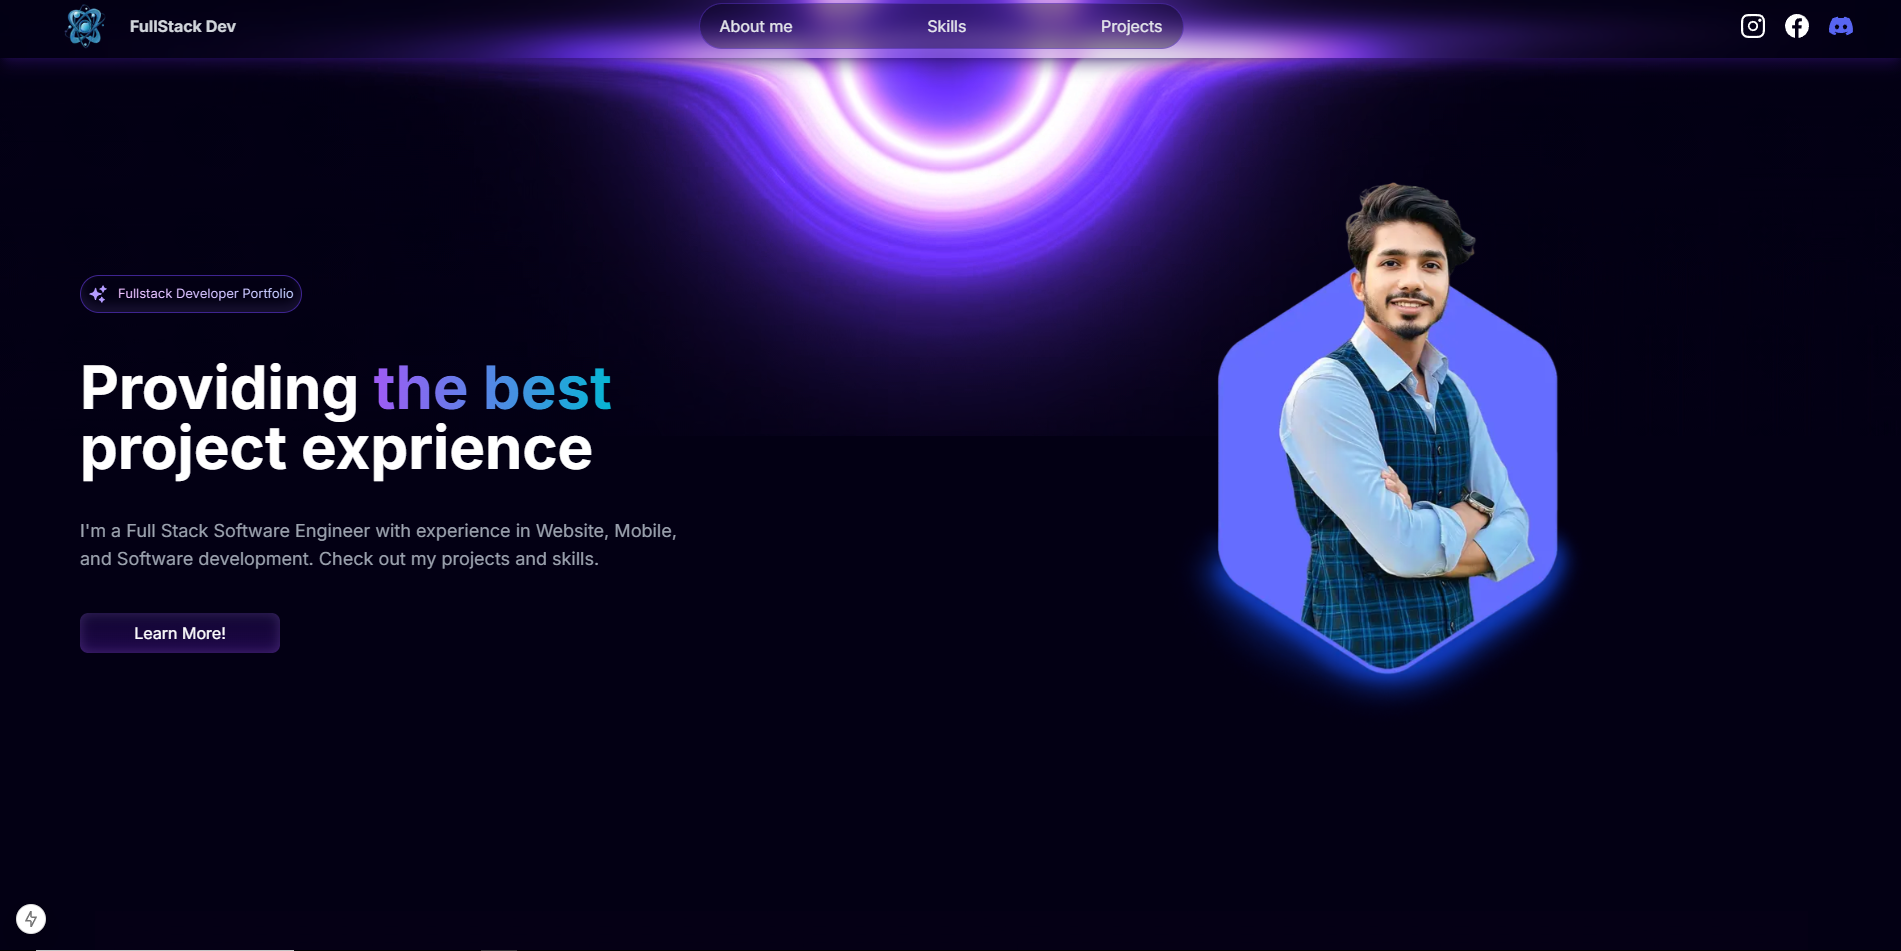 FullStack Dev
About me
Skills
Projects
Fullstack Developer Portfolio
Providing the best
project exprience
I'm a Full Stack Software Engineer with experience in Website, Mobile,
and Software development. Check out my projects and skills.
Learn More!